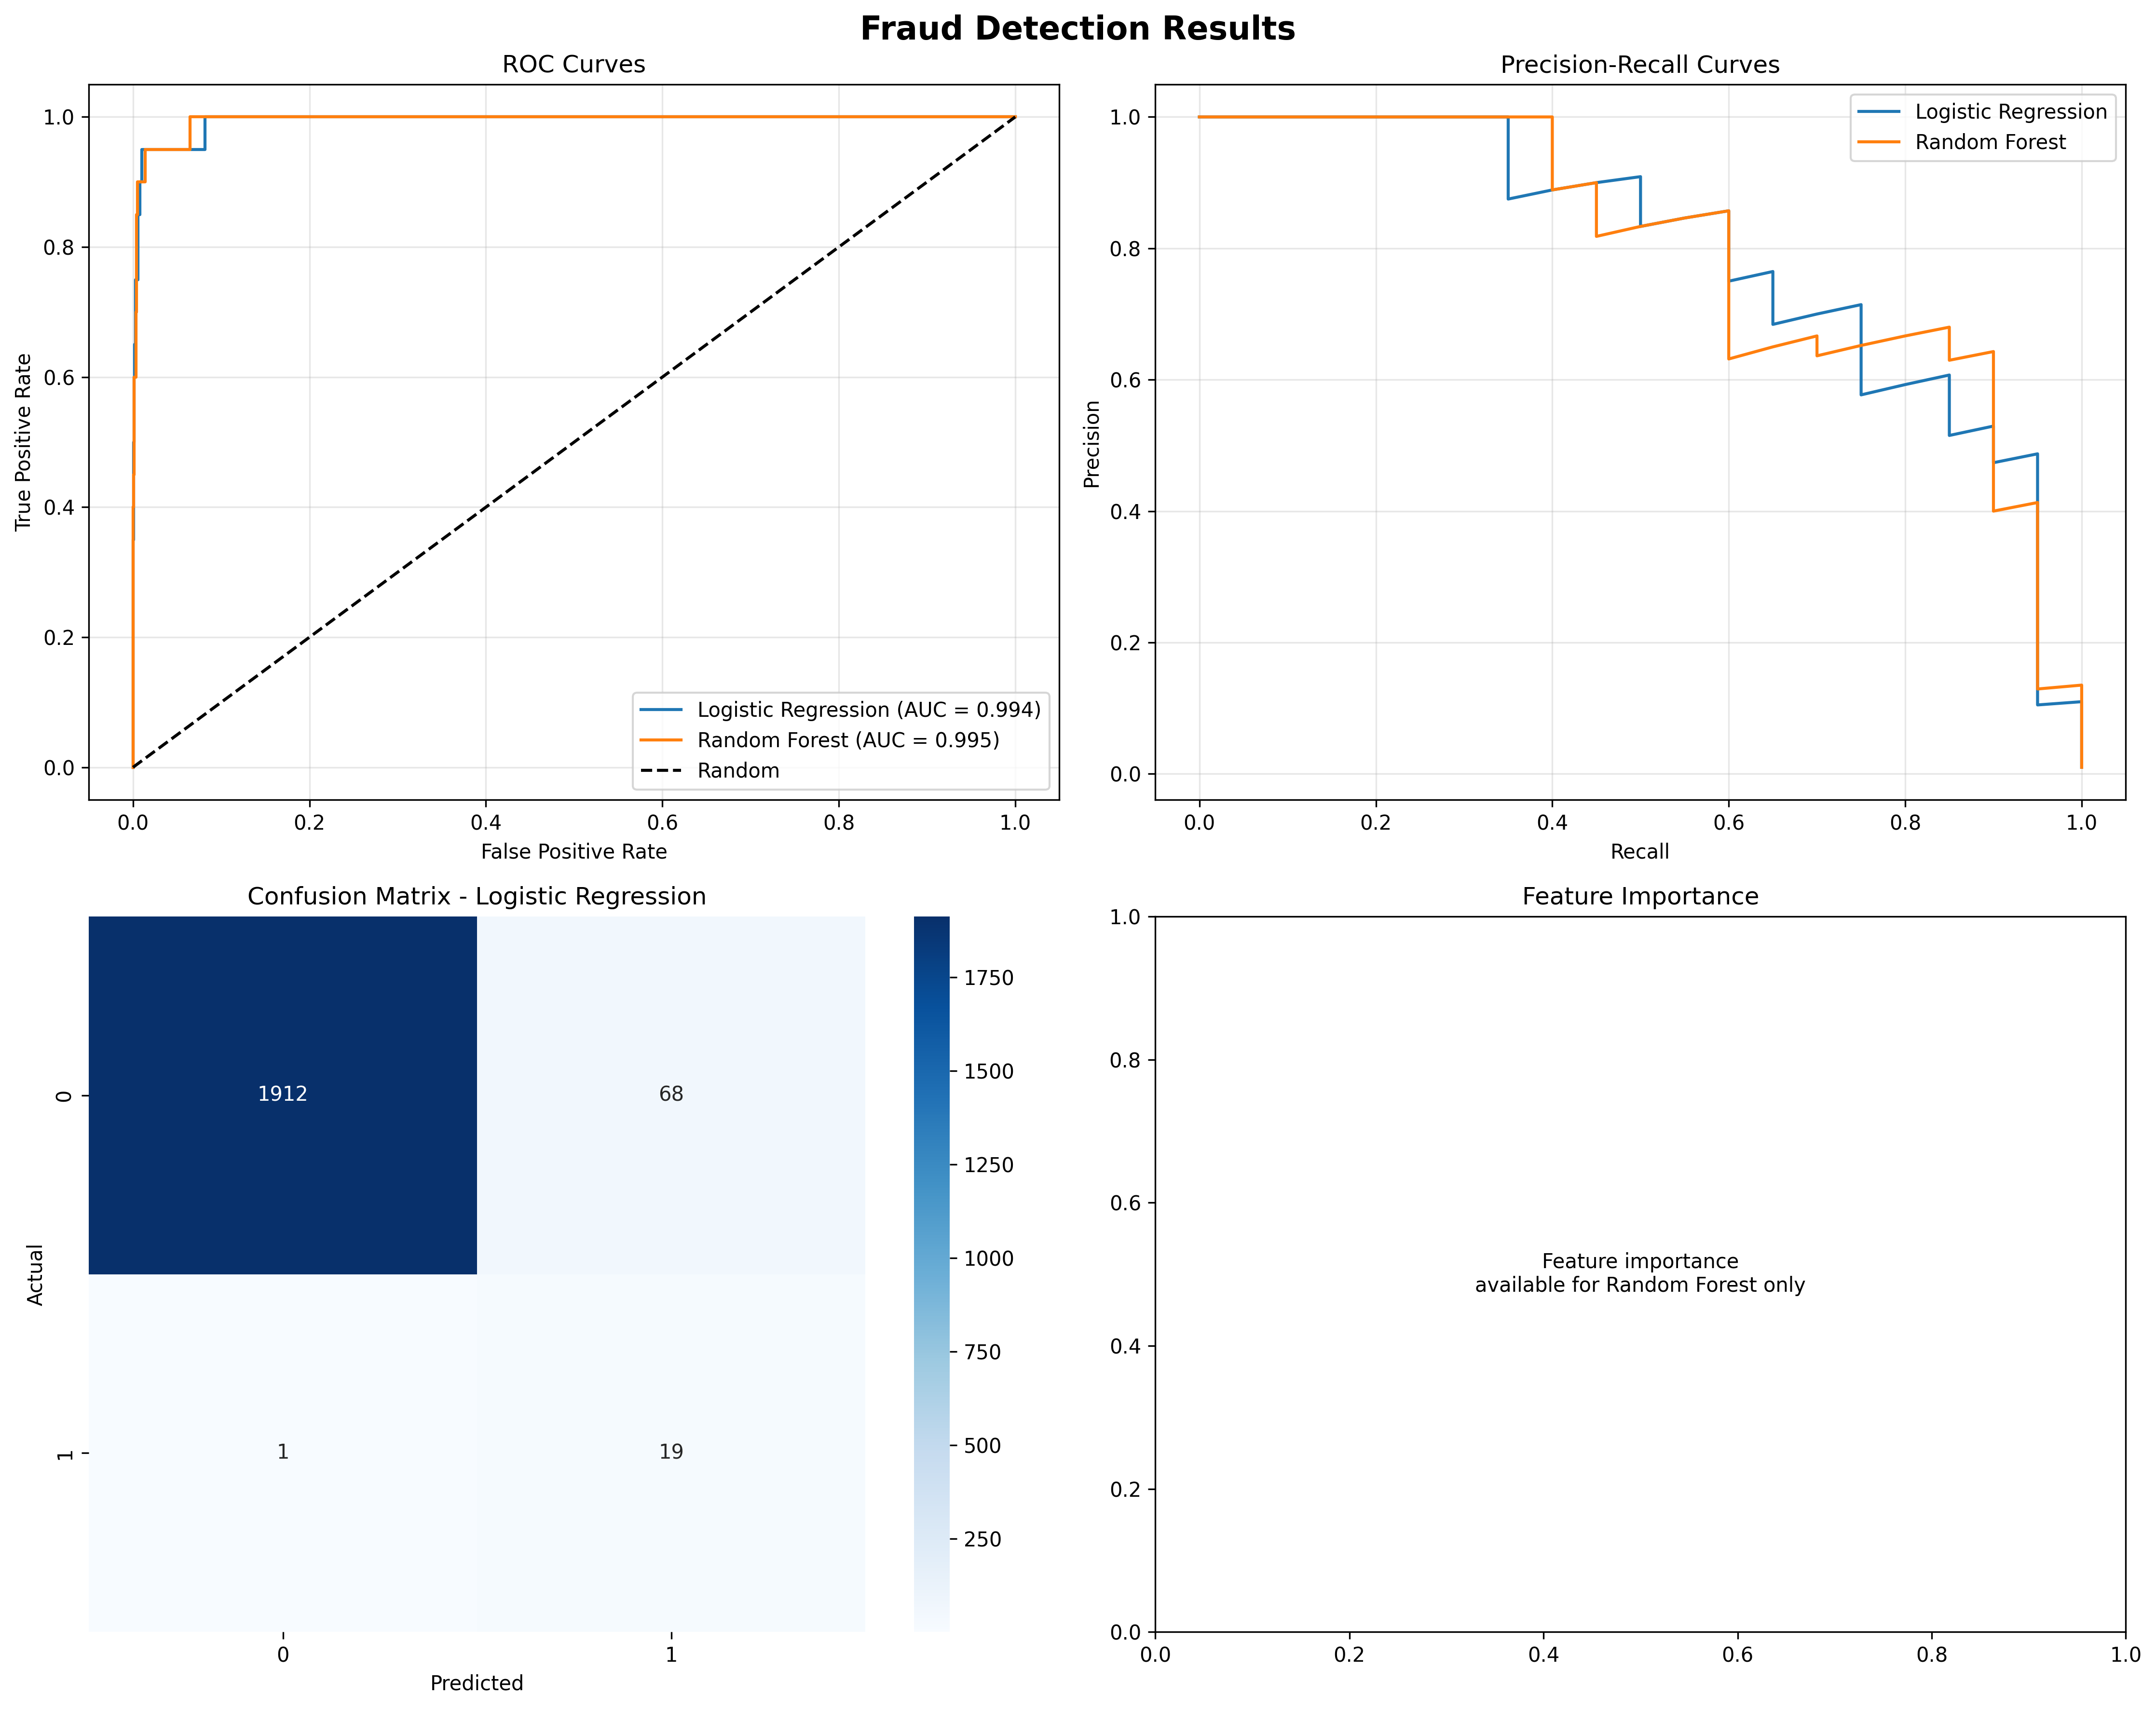 Fraud Detection Results
ROC Curves
True Positive Rate
1.0
0.8
0.6
0.4
0.2
0.0
Logistic Regression (AUC = 0.994)
Random Forest (AUC = 0.995)
Random
0.0 0.2 0.4 0.6 0.8 1.0
False Positive Rate
Precision-Recall Curves
Precision
1.0
0.8
0.6
0.4
0.2
0.0
Logistic Regression
Random Forest
0.0 0.2 0.4 0.6 0.8 1.0
Recall
Confusion Matrix - Logistic Regression
Actual
0
1
1912 68
1 19
0 1
Predicted
1750
1500
1250
1000
750
500
250
Feature Importance
1.0
0.8
0.6
0.4
0.2
0.0
Feature importance
available for Random Forest only
0.0 0.2 0.4 0.6 0.8 1.0